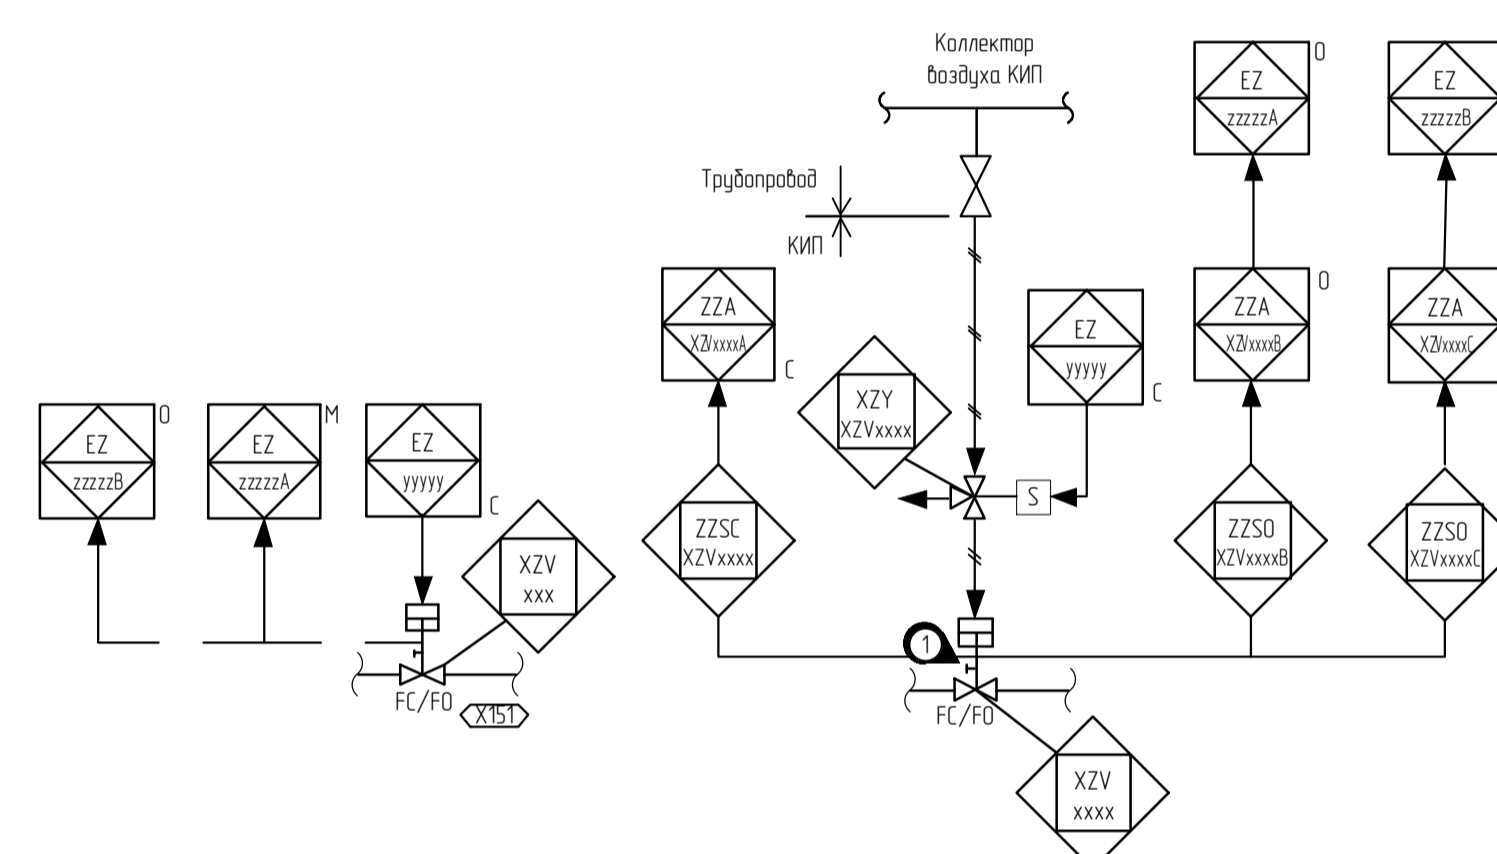 Коллектор
воздуха КИП
EZ
zzzzzA
O
EZ
zzzzzB
Трубопровод
КИП
ZZA
XZVxxxxA
C
EZ
yyyyy
C
ZZA
XZVxxxxB
O
ZZA
XZVxxxxC
XZY
XZVxxxx
EZ
zzzzzB
O
EZ
zzzzzA
M
EZ
yyyyy
C
S
ZZSC
XZVxxxx
ZZSO
XZVxxxxB
ZZSO
XZVxxxxC
XZV
xxx
1
FC/FO
X151
FC/FO
XZV
xxxx